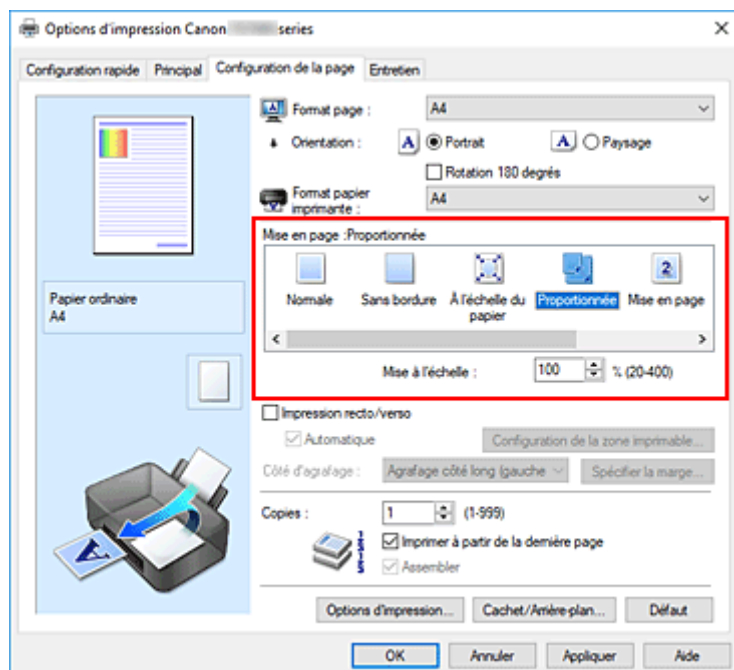 Options d'impression Canon series
Configuration rapide Principal Configuration de la page Entretien
Format page : A4
Orientation : A Portrait A Paysage
Rotation 180 degrés
Format papier imprimante : A4
Mise en page :Proportionnée
Normale Sans bordure À l'échelle du papier Proportionnée 2 Mise en page
Mise à l'échelle : 100 % (20-400)
Papier ordinaire
A4
Impression recto/verso
Automatique Configuration de la zone imprimable...
Côté d'agrafage : Agrafage côté long (gauche Spécifier la marge...
Copies : 1 (1-999)
Imprimer à partir de la dernière page
Assembler
Options d'impression... Cachet/Arrière-plan... Défaut
OK Annuler Appliquer Aide